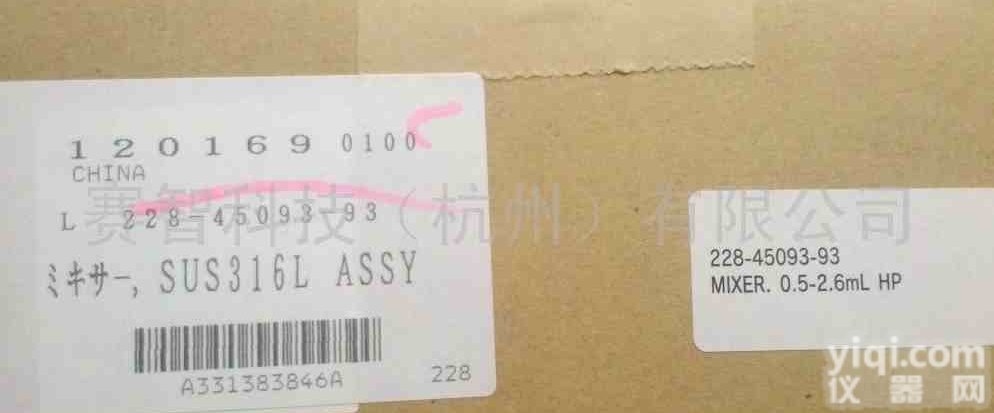 120169 0100
CHINA
赛智科技（杭州）有限公司
L 228-45093-93
ミキサー, SUS316L ASSY
A331383846A
228
228-45093-93
MIXER. 0.5-2.6mL HP
yiqi.com
仪器网